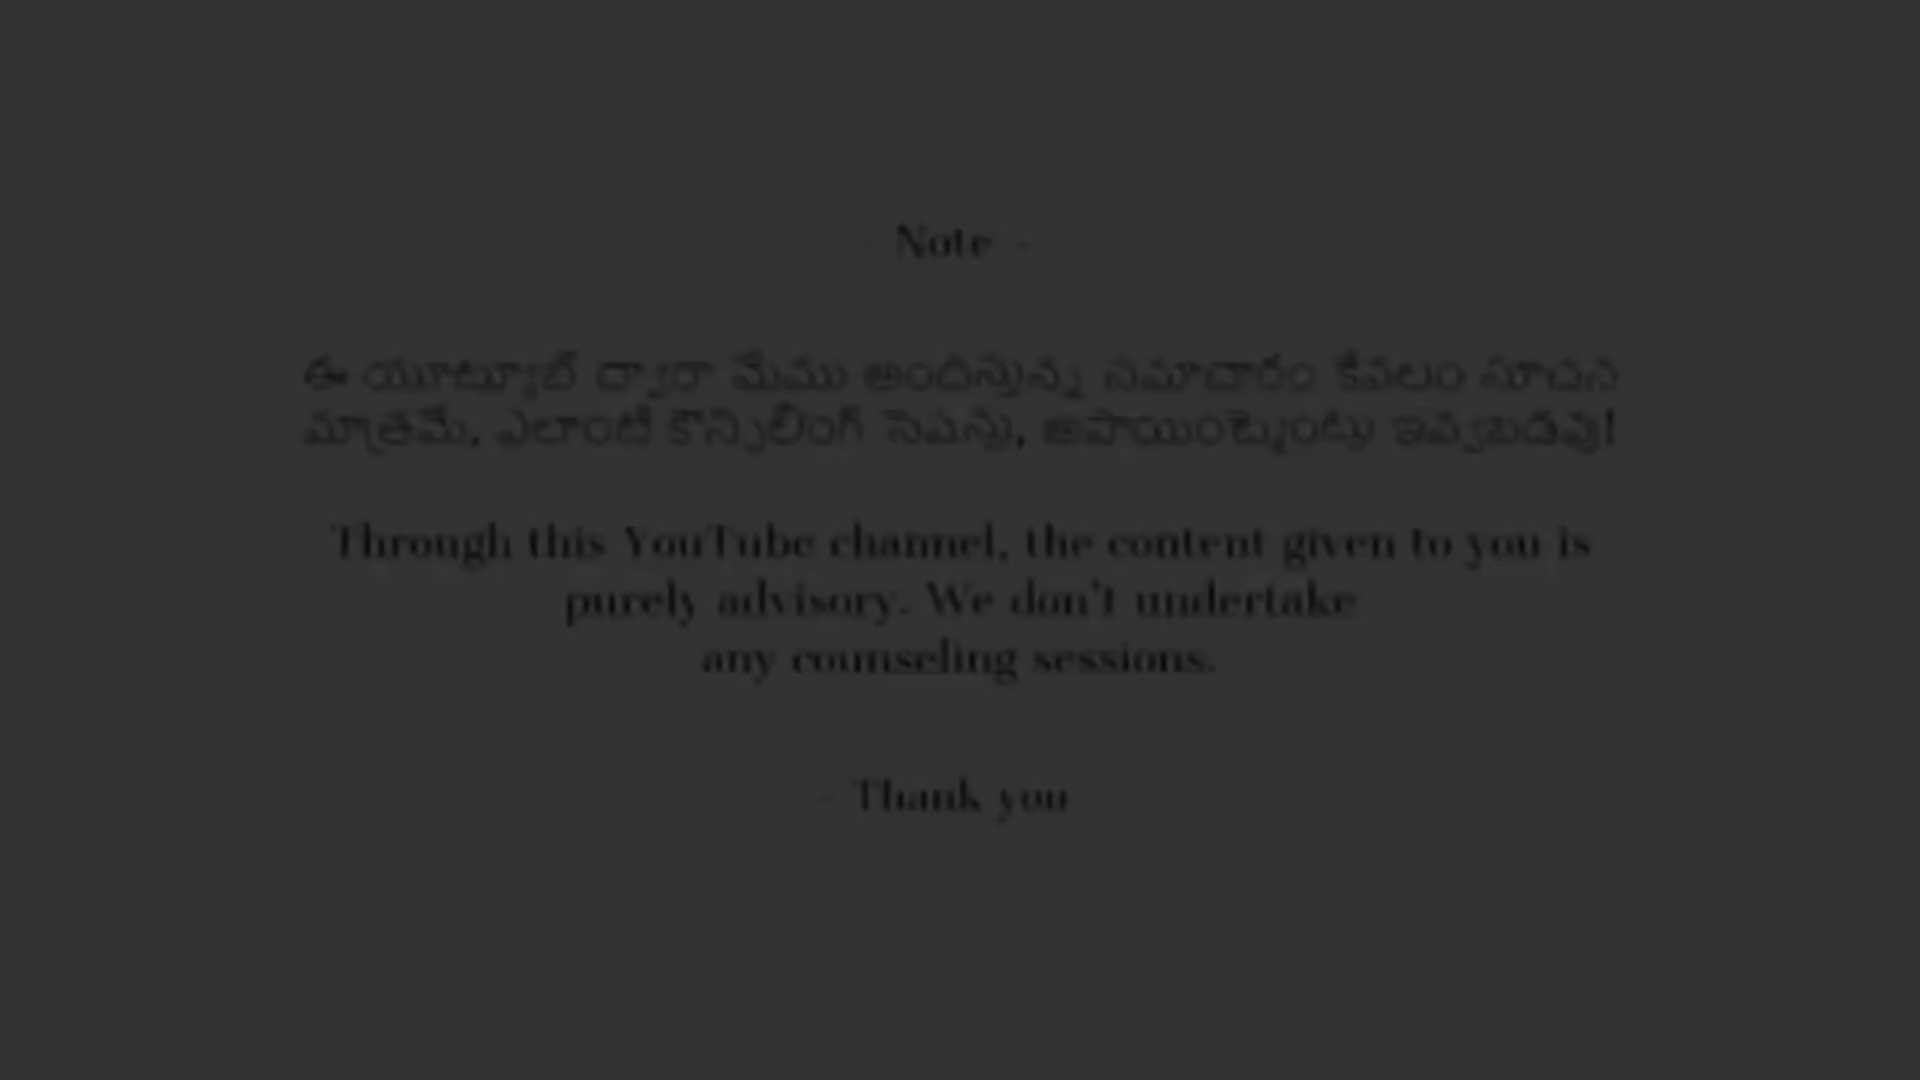 - Note -
ఈ యూట్యూబ్ ద్వారా మేము అందిస్తున్న సమాచారం కేవలం సూచన
మాత్రమే, ఎలాంటి కౌన్సిలింగ్ సెషన్లు, అపాయింట్మెంట్లు ఇవ్వబడవు!
Through this YouTube channel, the content given to you is
purely advisory. We don't undertake
any counseling sessions.
- Thank you